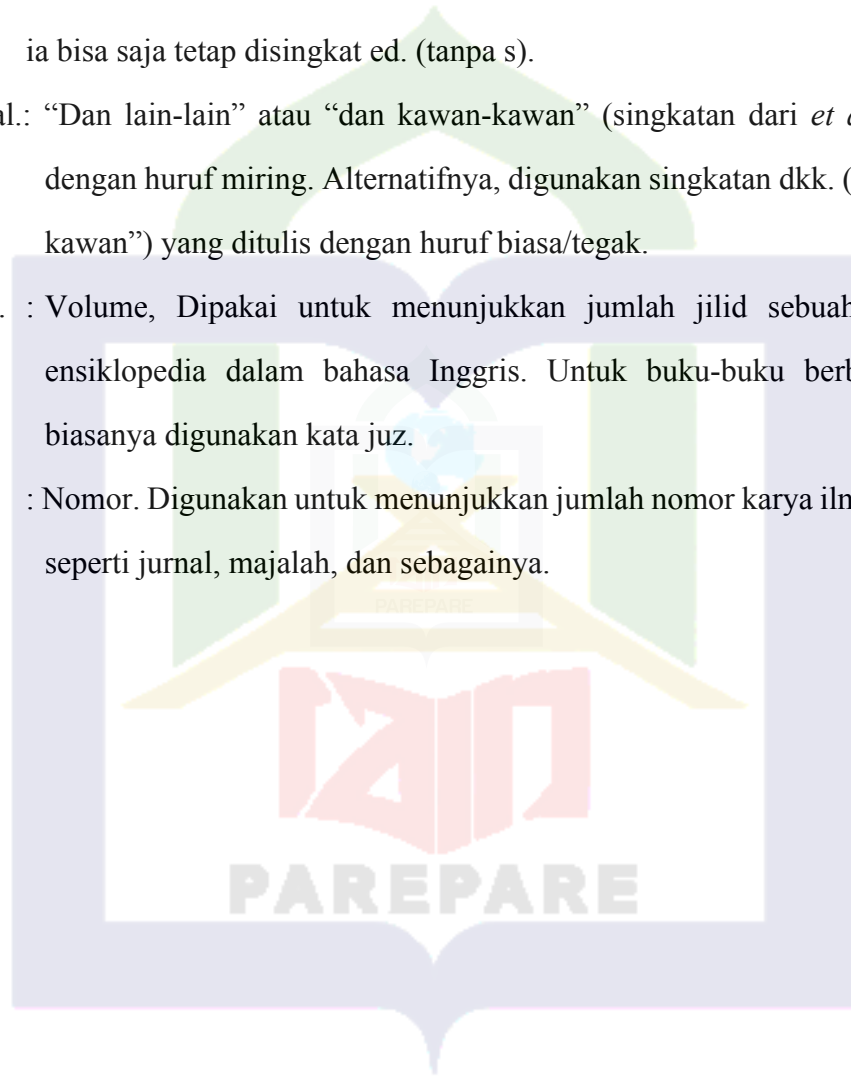 ia bisa saja tetap disingkat ed. (tanpa s).
al.: “Dan lain-lain” atau “dan kawan-kawan” (singkatan dari et
dengan huruf miring. Alternatifnya, digunakan singkatan dkk. (
kawan”) yang ditulis dengan huruf biasa/tegak.
. : Volume, Dipakai untuk menunjukkan jumlah jilid sebuah
ensiklopedia dalam bahasa Inggris. Untuk buku-buku
biasanya digunakan kata juz.
: Nomor. Digunakan untuk menunjukkan jumlah nomor karya
seperti jurnal, majalah, dan sebagainya.
PAREPARE
iain
PAREPARE